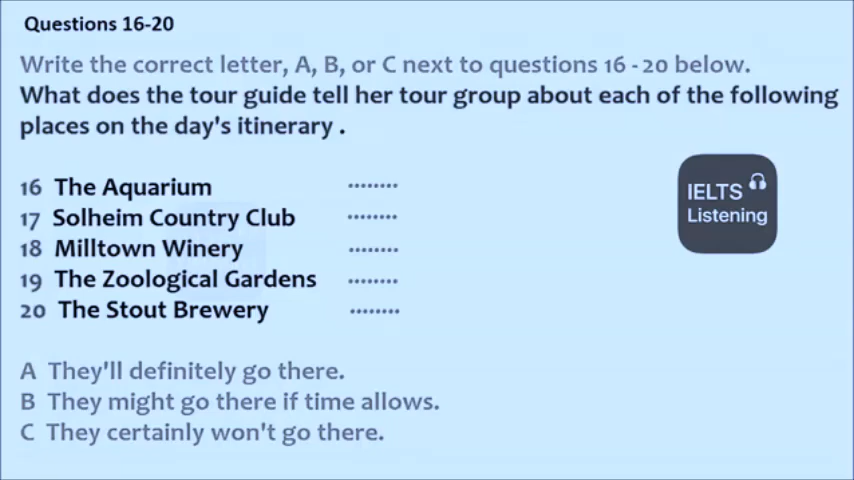 Questions 16-20
Write the correct letter, A, B, or C next to questions 16 - 20 below.
What does the tour guide tell her tour group about each of the following
places on the day's itinerary .
16 The Aquarium ........
17 Solheim Country Club ........
18 Milltown Winery ........
19 The Zoological Gardens ........
20 The Stout Brewery ........
IELTS
Listening
A They'll definitely go there.
B They might go there if time allows.
C They certainly won't go there.